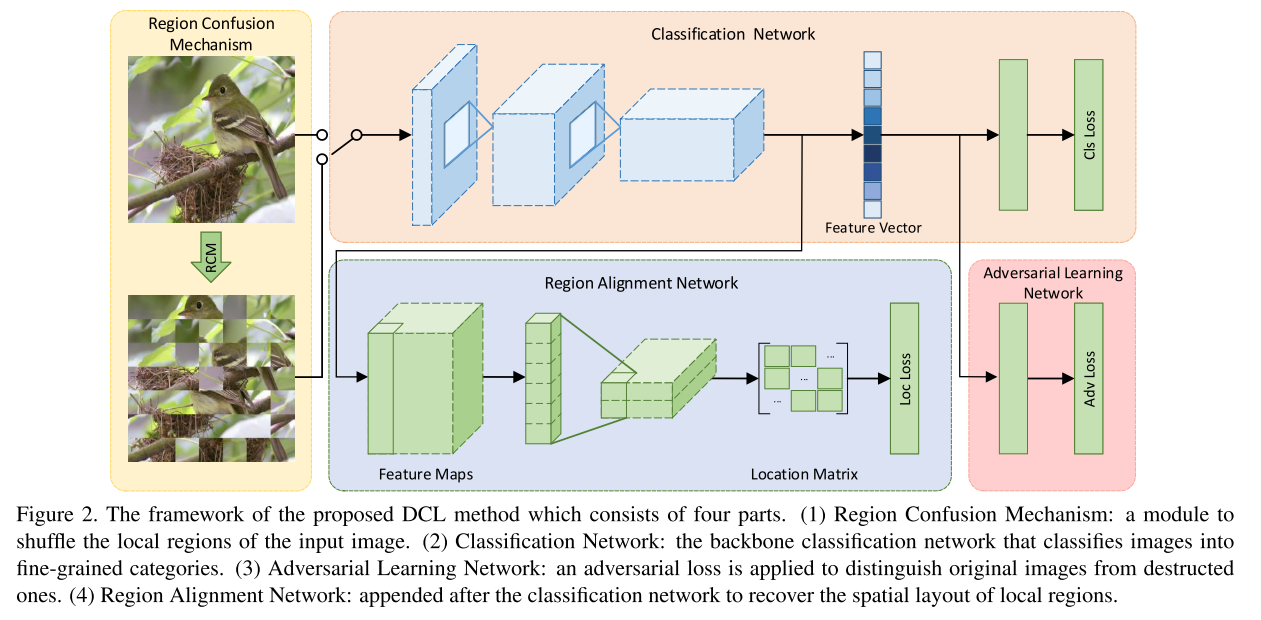 Region Confusion
Mechanism
RCM
Classification Network
Feature Vector
Cls Loss
Region Alignment Network
Feature Maps
...
...
...
Location Matrix
Loc Loss
Adversarial Learning
Network
Adv Loss
Figure 2. The framework of the proposed DCL method which consists of four parts. (1) Region Confusion Mechanism: a module to
shuffle the local regions of the input image. (2) Classification Network: the backbone classification network that classifies images into
fine-grained categories. (3) Adversarial Learning Network: an adversarial loss is applied to distinguish original images from destructed
ones. (4) Region Alignment Network: appended after the classification network to recover the spatial layout of local regions.